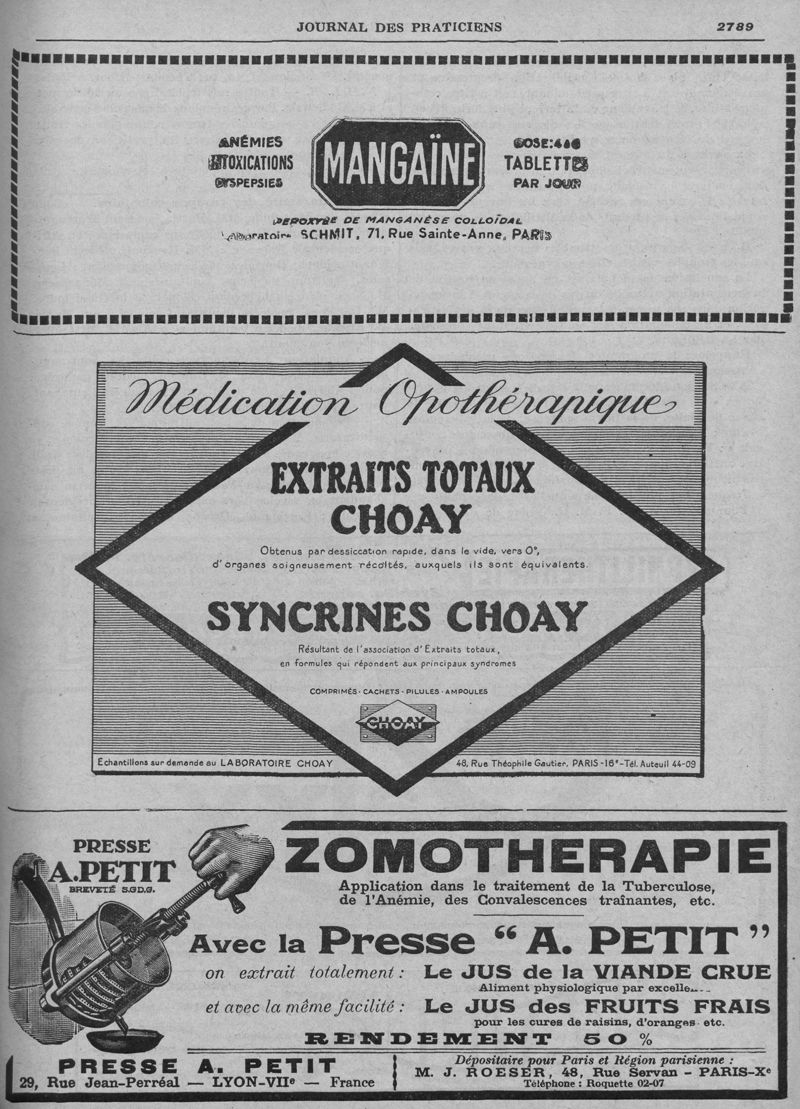 JOURNAL DES PRATICIENS 2789
ANÉMIES
INTOXICATIONS
DYSPEPSIES
MANGAÏNE
DOSE: 4 à 6
TABLETTES
PAR JOUR
DE MANGANÈSE COLLOÏDAL
Laboratoire SCHMIT, 71, Rue Sainte-Anne, PARIS
Médication Opothérapique
EXTRAITS TOTAUX
CHOAY
Obtenus par dessiccation rapide, dans le vide, vers 0°,
d'organes soigneusement récoltés, auxquels ils sont équivalents.
SYNCRINES CHOAY
Résultant de l'association d'Extraits totaux,
en formules qui répondent aux principaux syndromes
COMPRIMÉS - CACHETS - PILULES - AMPOULES
CHOAY
Echantillons sur demande au LABORATOIRE CHOAY
48, Rue Théophile Gautier, PARIS-16e-Tél. Auteuil 44-09
PRESSE
A. PETIT
BREVETÉ S.G.D.G.
ZOMOTHERAPIE
Application dans le traitement de la Tuberculose,
de l'Anémie, des Convalescences traînantes, etc.
Avec la Presse “ A. PETIT ”
on extrait totalement : Le JUS de la VIANDE CRUE
Aliment physiologique par
et avec la même facilité : Le JUS des FRUITS FRAIS
pour les cures de raisins, d'oranges etc.
RENDEMENT 50 %
PRESSE A. PETIT
29, Rue Jean-Perréal — LYON-VIIe — France
Dépositaire pour Paris et Région parisienne :
M. J. ROESER, 48, Rue Servan - PARIS-Xe
Téléphone : Roquette 02-07